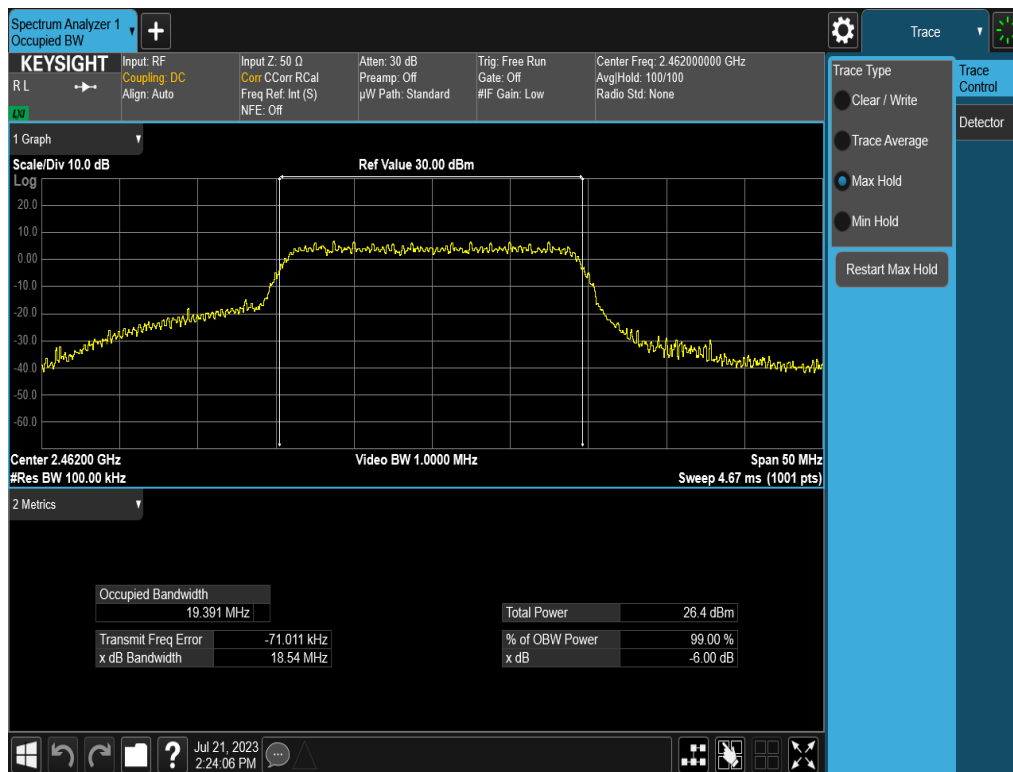 Spectrum Analyzer 1
Occupied BW
+
Trace
KEYSIGHT
R L
LXI
Input: RF
Coupling: DC
Align: Auto
Input Z: 50 Ω
Corr CCorr RCal
Freq Ref: Int (S)
NFE: Off
Atten: 30 dB
Preamp: Off
µW Path: Standard
Trig: Free Run
Gate: Off
#IF Gain: Low
Center Freq: 2.462000000 GHz
Avg|Hold: 100/100
Radio Std: None
Trace Type
Clear / Write
Trace Average
Max Hold
Min Hold
Restart Max Hold
Trace
Control
Detector
1 Graph
Scale/Div 10.0 dB
Ref Value 30.00 dBm
Log
20.0
10.0
0.00
-10.0
-20.0
-30.0
-40.0
-50.0
-60.0
Center 2.46200 GHz
Video BW 1.0000 MHz
Span 50 MHz
#Res BW 100.00 kHz
Sweep 4.67 ms (1001 pts)
2 Metrics
Occupied Bandwidth
19.391 MHz
Total Power 26.4 dBm
Transmit Freq Error -71.011 kHz
% of OBW Power 99.00 %
x dB Bandwidth 18.54 MHz
x dB -6.00 dB
?
Jul 21, 2023
2:24:06 PM